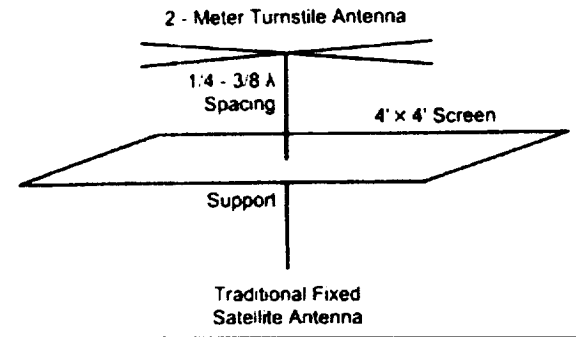 2 - Meter Turnstile Antenna
1/4 - 3/8 λ
Spacing
4' × 4' Screen
Support
Traditional Fixed
Satellite Antenna